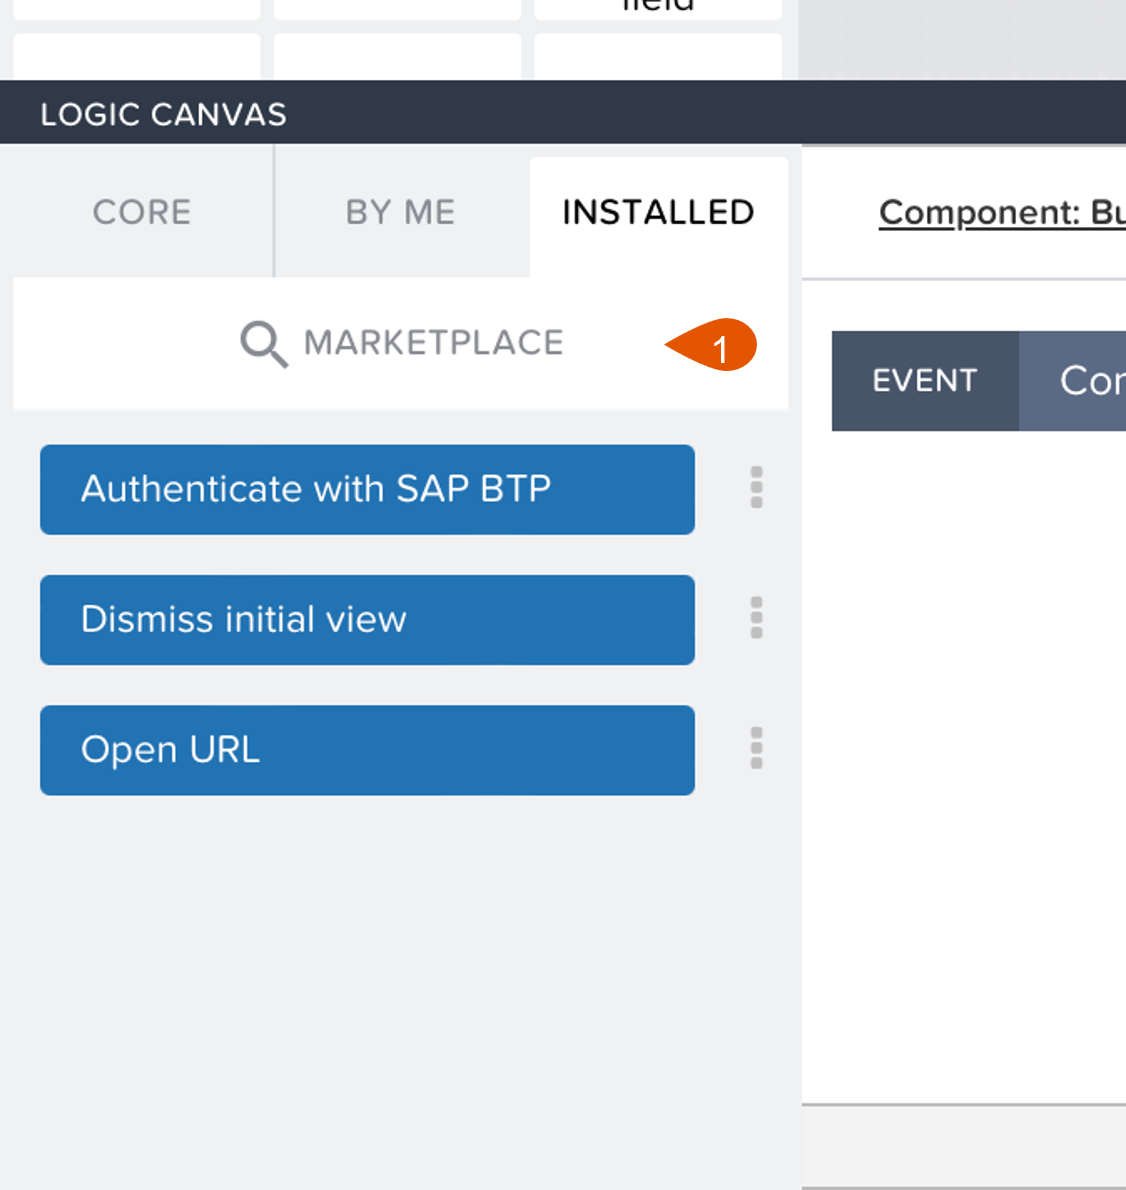 field
LOGIC CANVAS
CORE
BY ME
INSTALLED
Component: Bu
MARKETPLACE
1
EVENT
Cor
Authenticate with SAP BTP
Dismiss initial view
Open URL